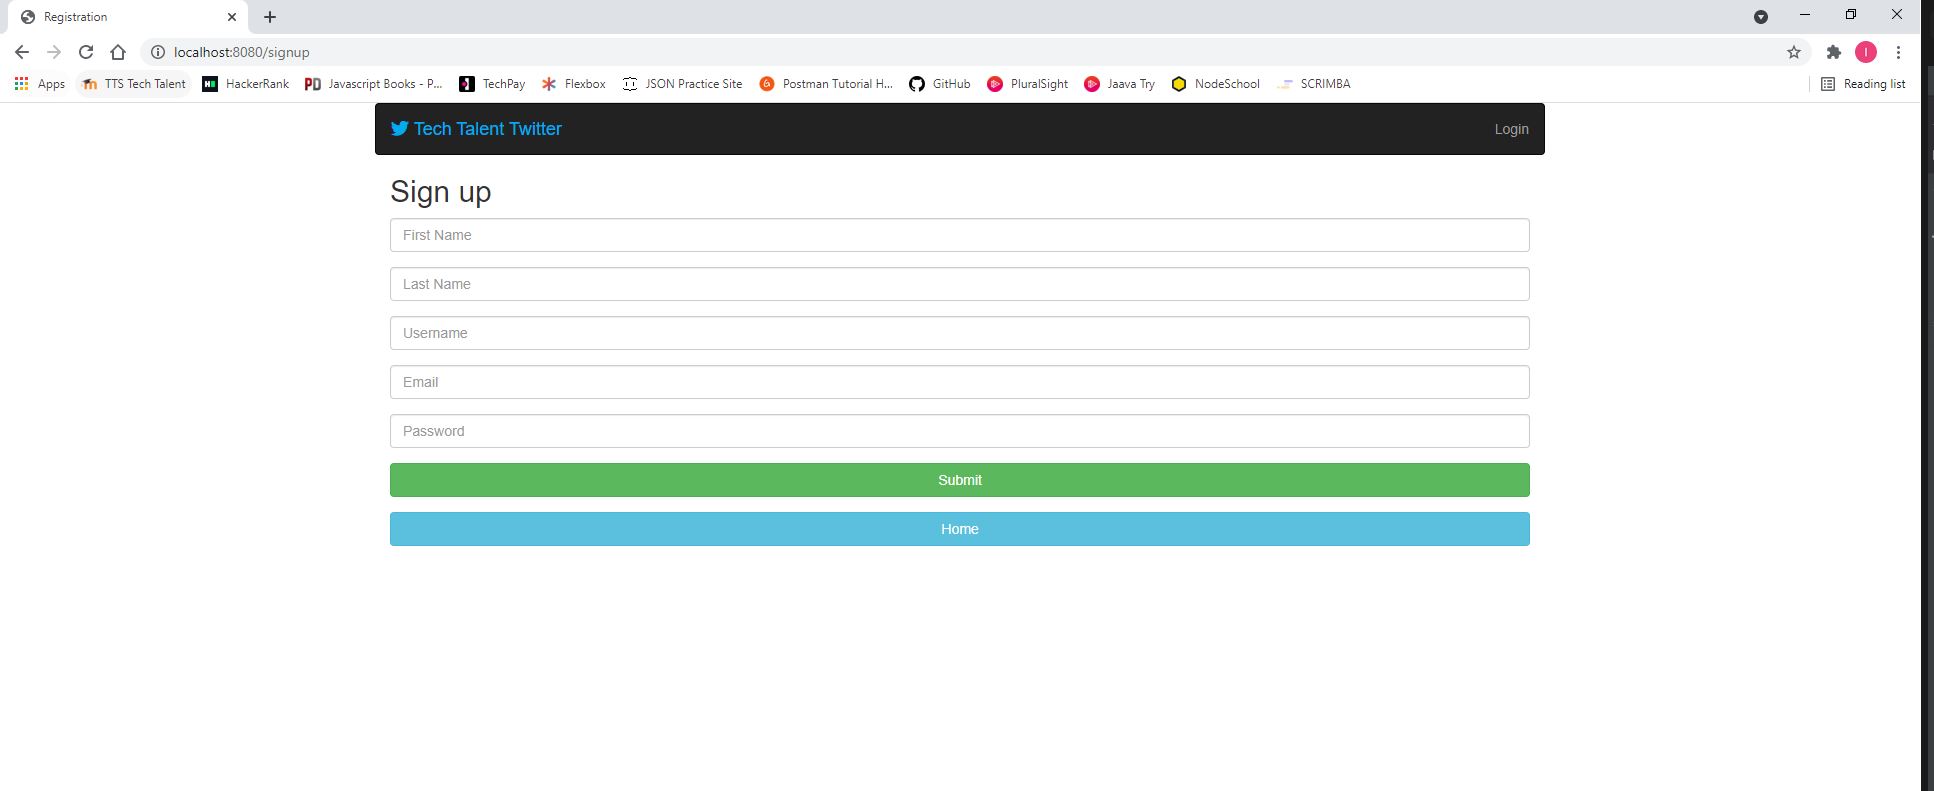 Registration
localhost:8080/signup
Apps TTS Tech Talent HackerRank Javascript Books - P... TechPay Flexbox JSON Practice Site Postman Tutorial H... GitHub PluralSight Jaava Try NodeSchool SCRIMBA Reading list
Tech Talent Twitter Login
Sign up
First Name
Last Name
Username
Email
Password
Submit
Home